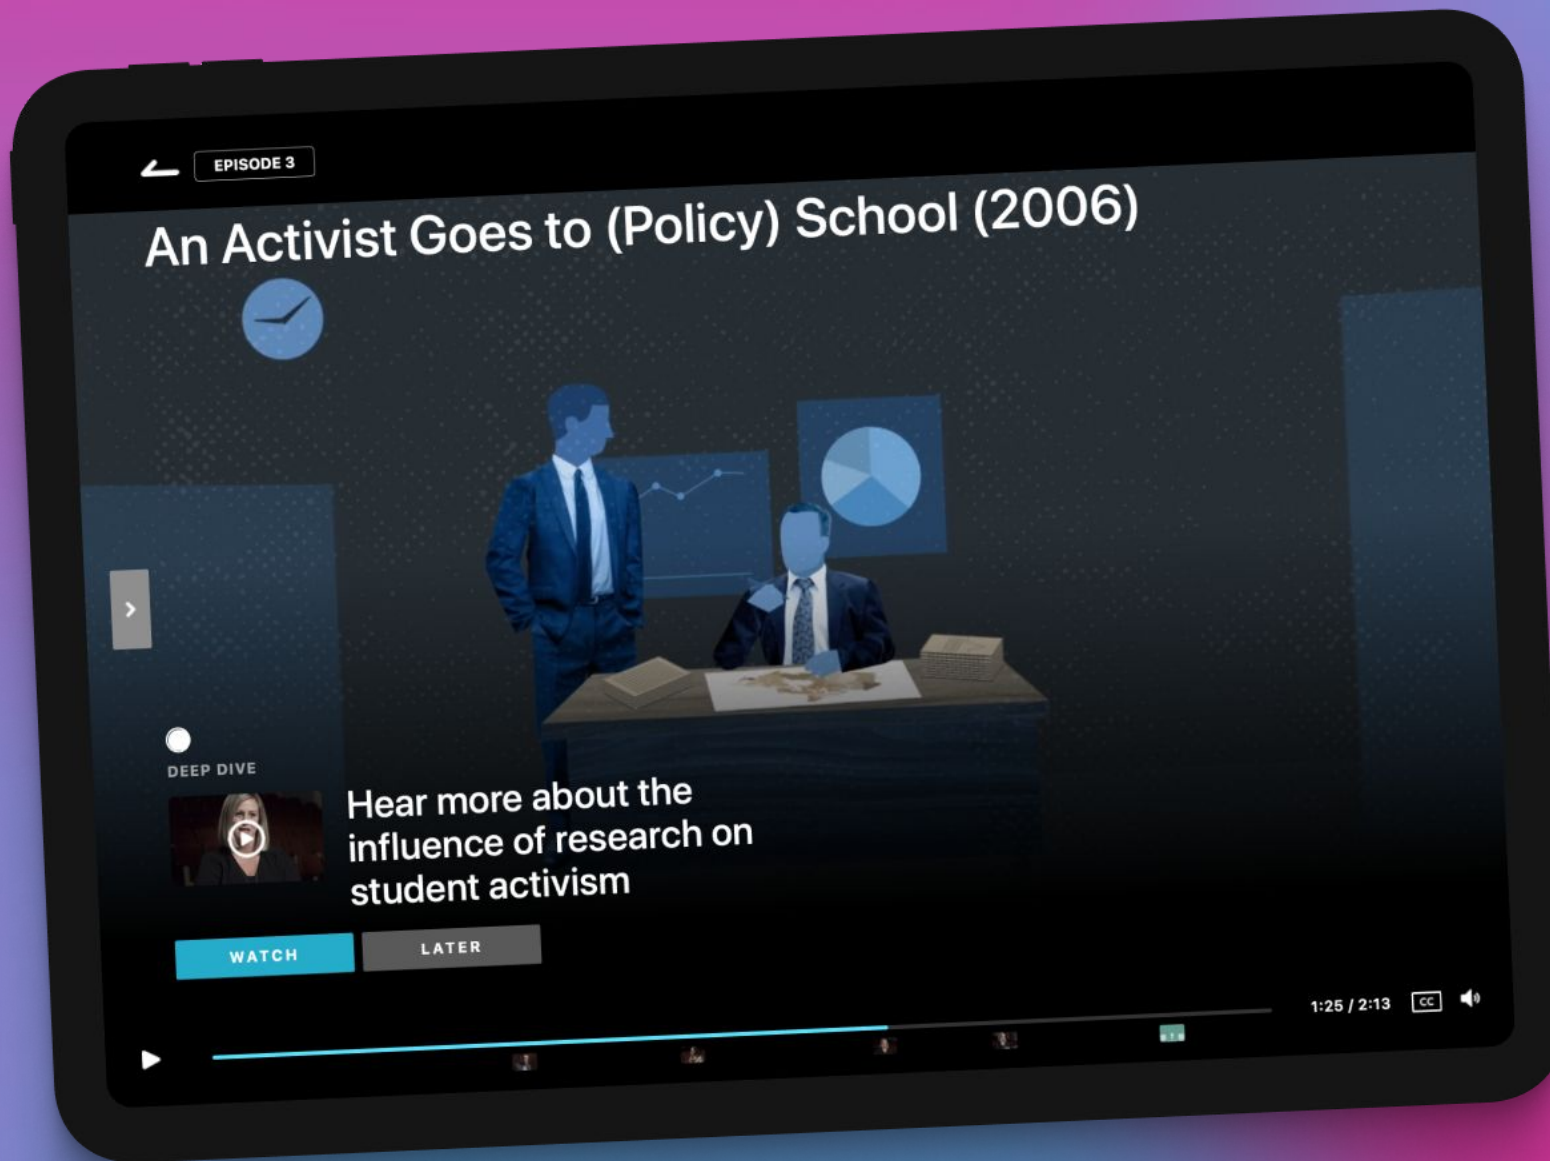 EPISODE 3
An Activist Goes to (Policy) School (2006)
DEEP DIVE
Hear more about the
influence of research on
student activism
WATCH
LATER
1:25 / 2:13
CC